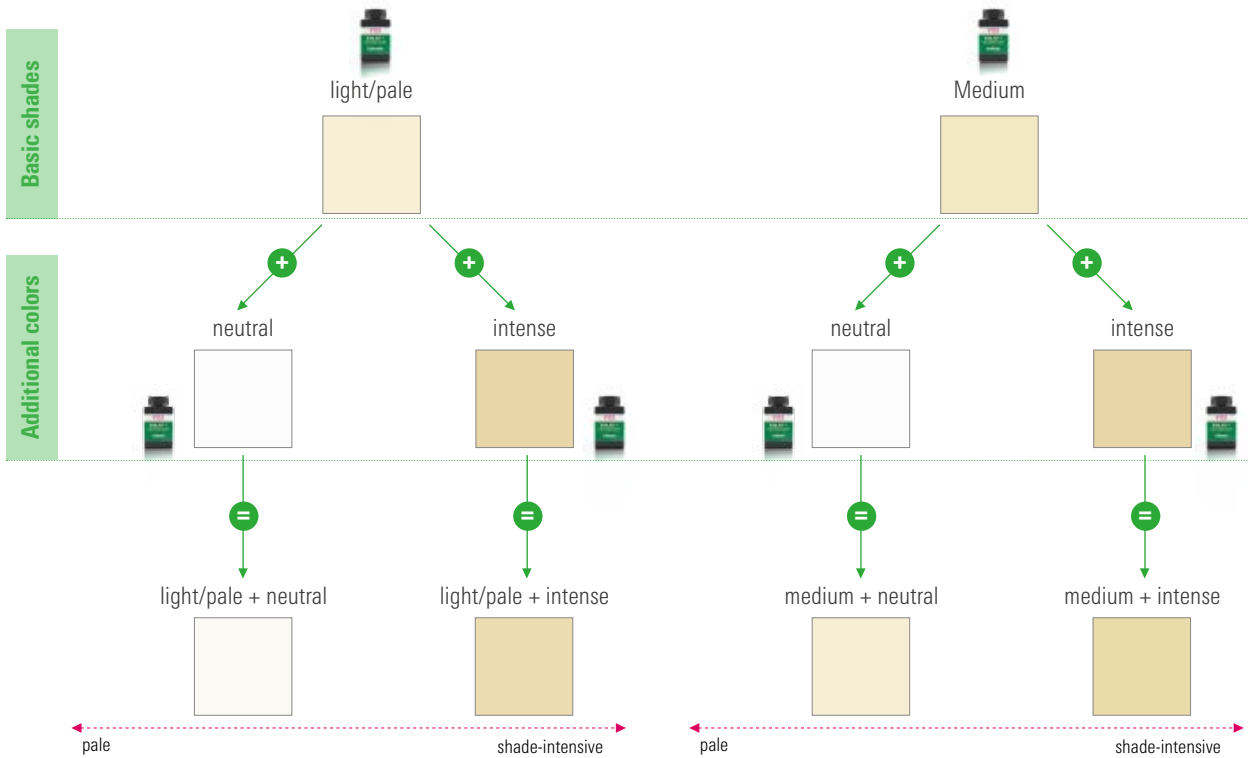 Basic shades
light/pale
Medium
+
+
+
+
Additional colors
neutral
intense
neutral
intense
=
=
=
=
light/pale + neutral
light/pale + intense
medium + neutral
medium + intense
pale
shade-intensive
pale
shade-intensive